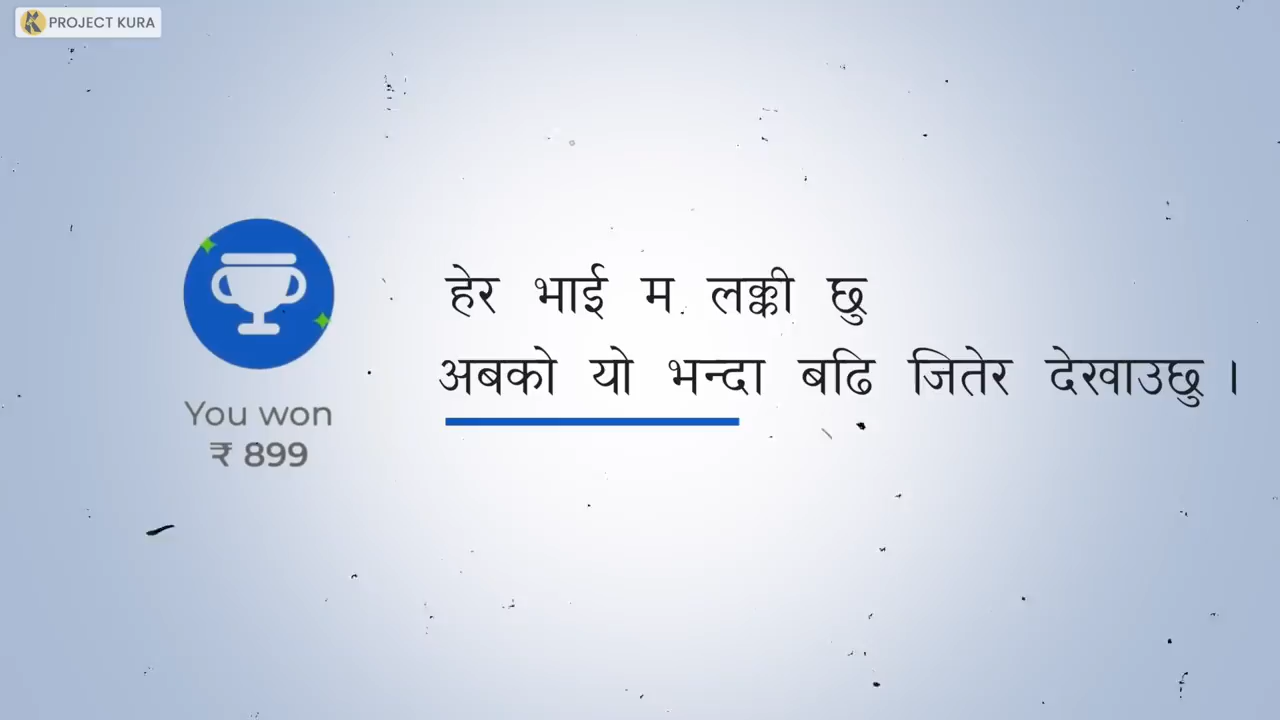 PROJECT KURA
हेर भाई म लक्की छु
अबको यो भन्दा बढि जितेर देखाउछु ।
You won
₹ 899